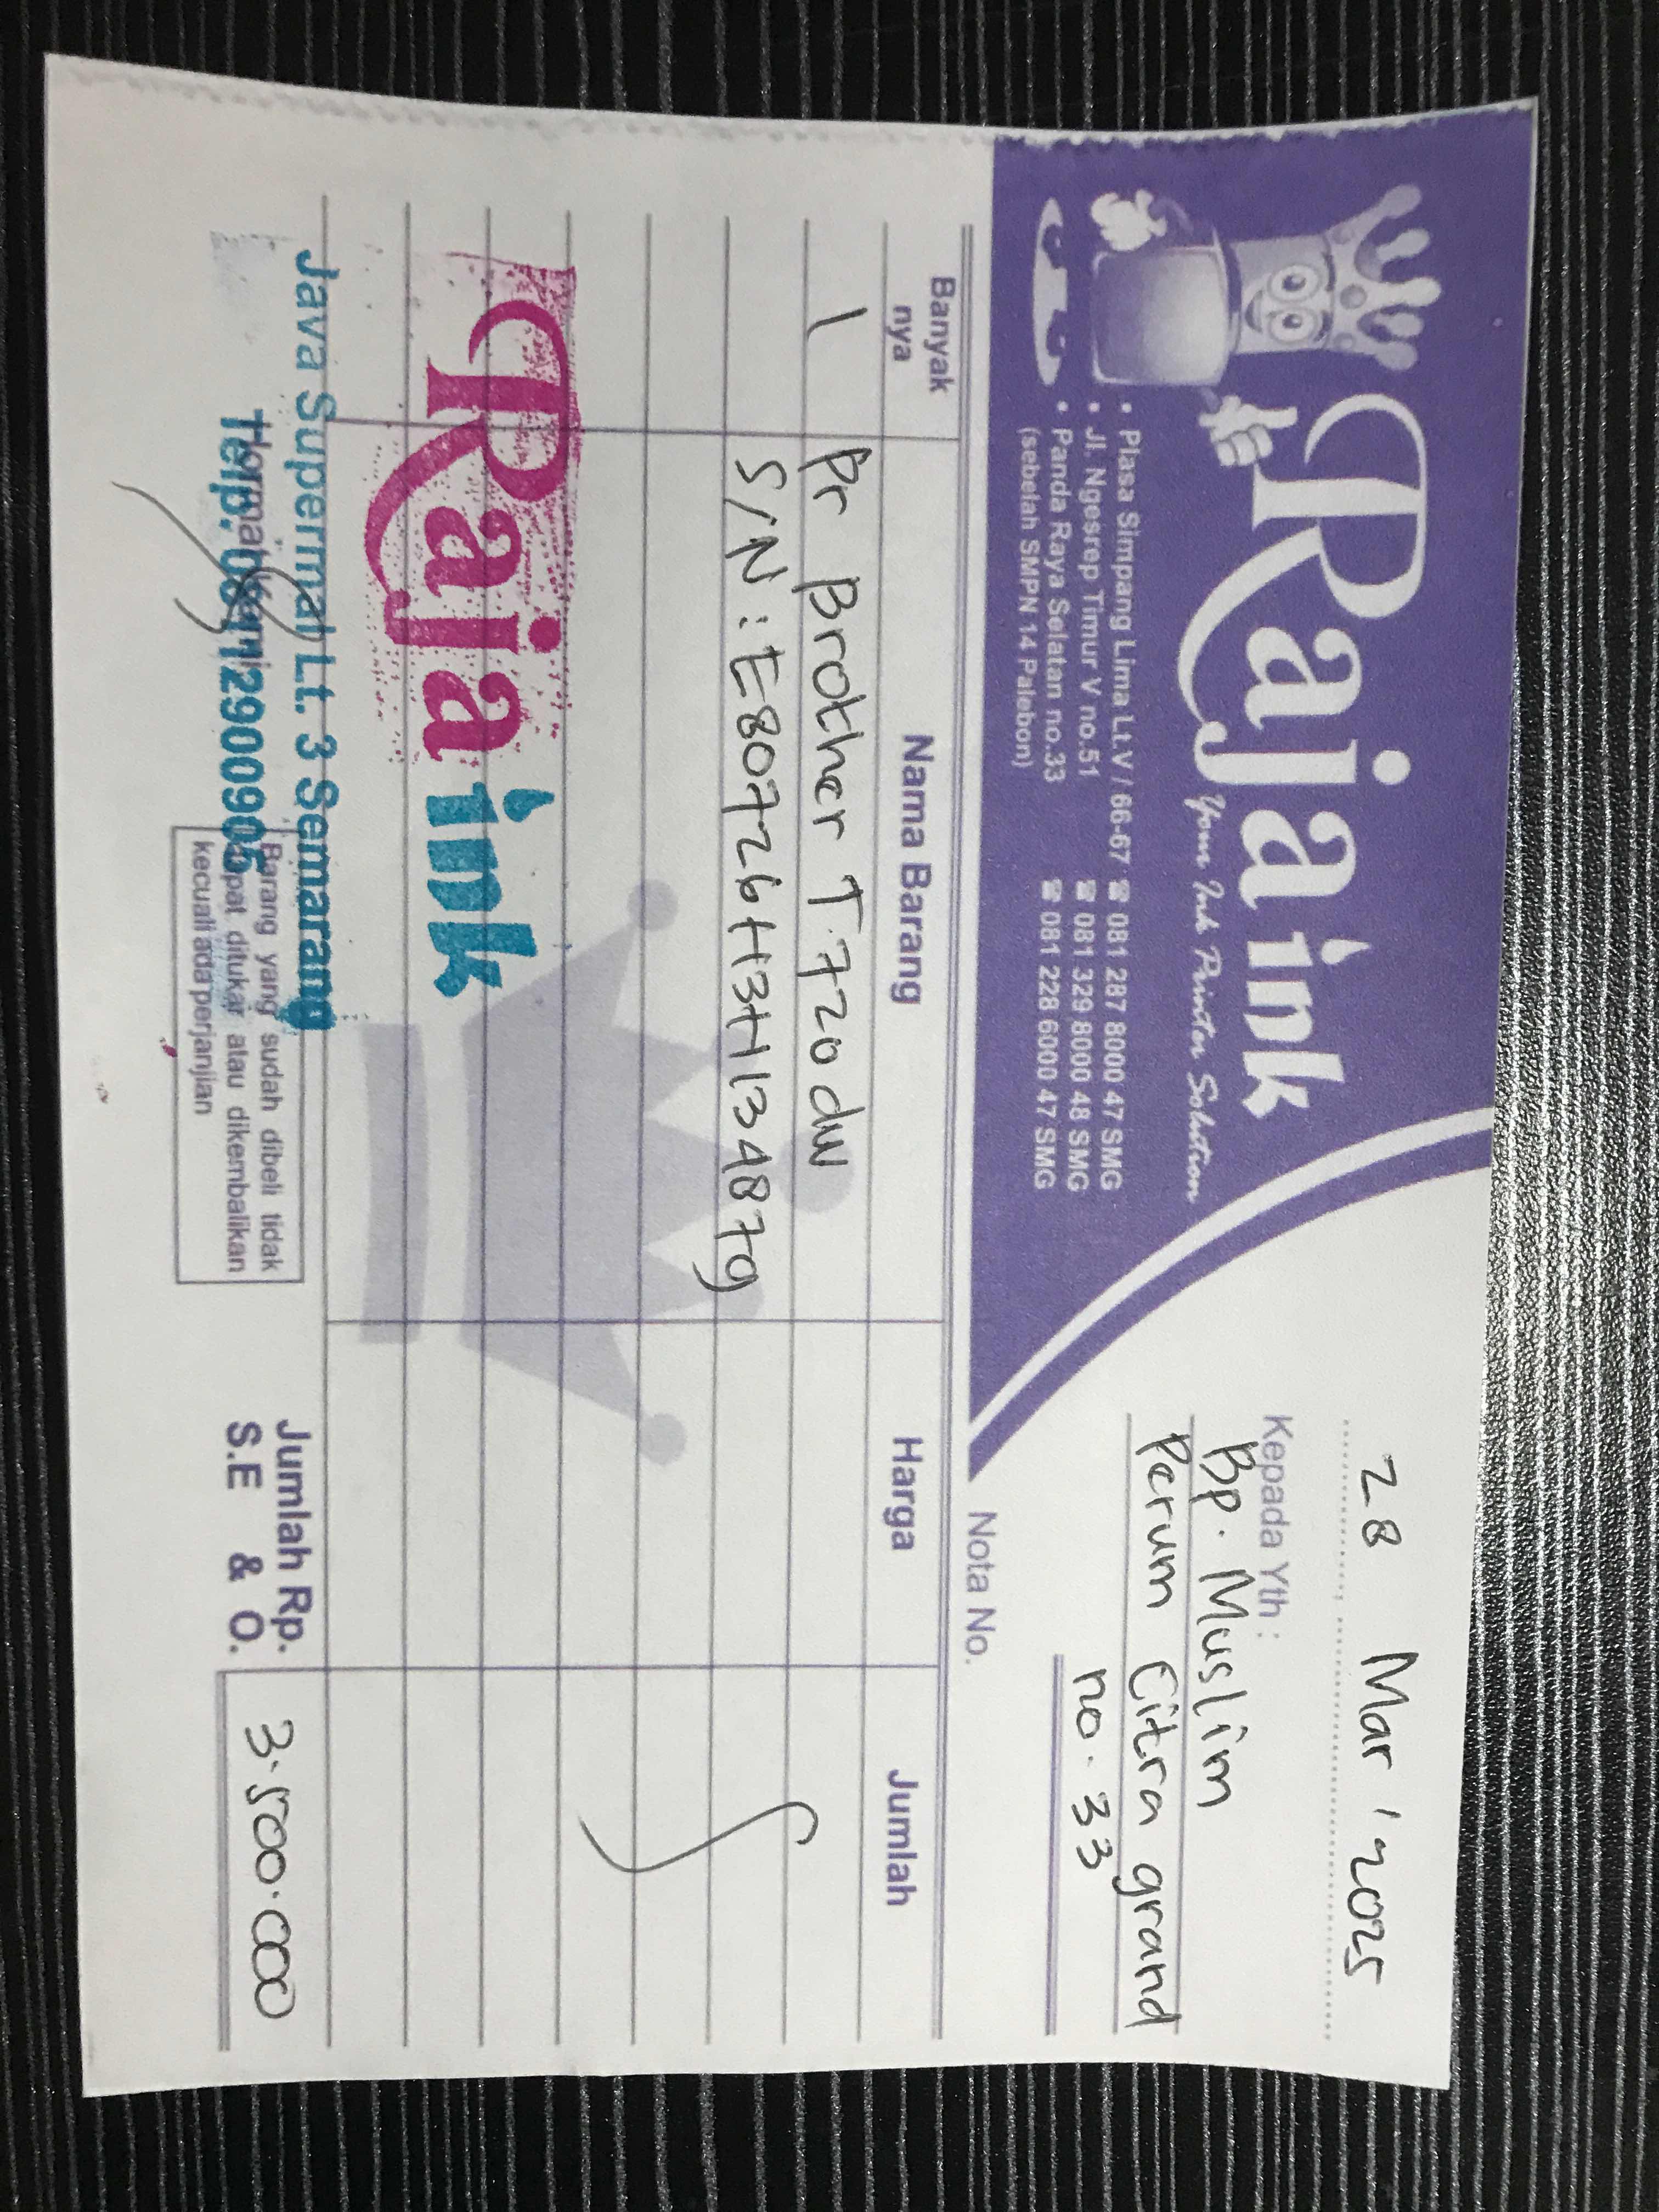 Raja ink
Your Ink Printer Solution
• Plasa Simpang Lima Lt.V / 66-67 ☎ 081 287 8000 47 SMG
• Jl. Ngesrep Timur V no.51 ☎ 081 329 8000 48 SMG
• Panda Raya Selatan no.33 ☎ 081 228 6000 47 SMG
(sebelah SMPN 14 Palebon)
28 Mar ' 2025
Kepada Yth :
Bp. Muslim
Perum Citra grand
no. 33
Nota No.
Banyak nya Nama Barang Harga Jumlah
1 Pr Brother T.720 dw
S/N : E80726H3H134879
Raja ink
Java Supermall Lt. 3 Semarang
Telp.
Hormat Kami
Barang yang sudah dibeli tidak
dapat ditukar atau dikembalikan
kecuali ada perjanjian
Jumlah Rp. 3.500.000
S.E & O.